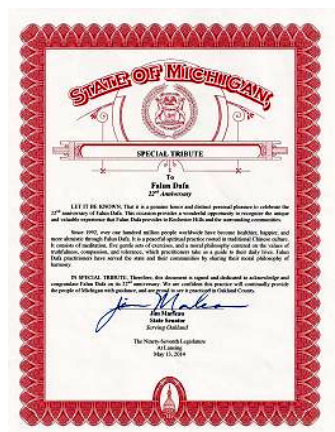 STATE OF MICHIGAN
SPECIAL TRIBUTE
To
Falun Dafa
22nd Anniversary
LET IT BE KNOWN, That it is a genuine honor and distinct personal pleasure to celebrate the
22nd anniversary of Falun Dafa. This occasion provides a wonderful opportunity to recognize the unique
and valuable experience that Falun Dafa provides to Rochester Hills and the surrounding communities.
Since 1992, over one hundred million people worldwide have become healthier, happier, and
more altruistic through Falun Dafa. It is a peaceful spiritual practice rooted in traditional Chinese culture.
It consists of meditation, five gentle sets of exercises, and a moral philosophy centered on the values of
truthfulness, compassion, and tolerance, which practitioners take as a guide in their daily lives. Falun
Dafa practitioners have served the state and their communities by sharing their moral philosophy of
harmony.
IN SPECIAL TRIBUTE, Therefore, this document is signed and dedicated to acknowledge and
congratulate Falun Dafa on its 22nd anniversary. We are confident this practice will continually provide
the people of Michigan with guidance, and are proud to see it practiced in Oakland County.
Jim Marleau
Jim Marleau
State Senator
Serving Oakland
The Ninety-Seventh Legislature
At Lansing
May 13, 2014